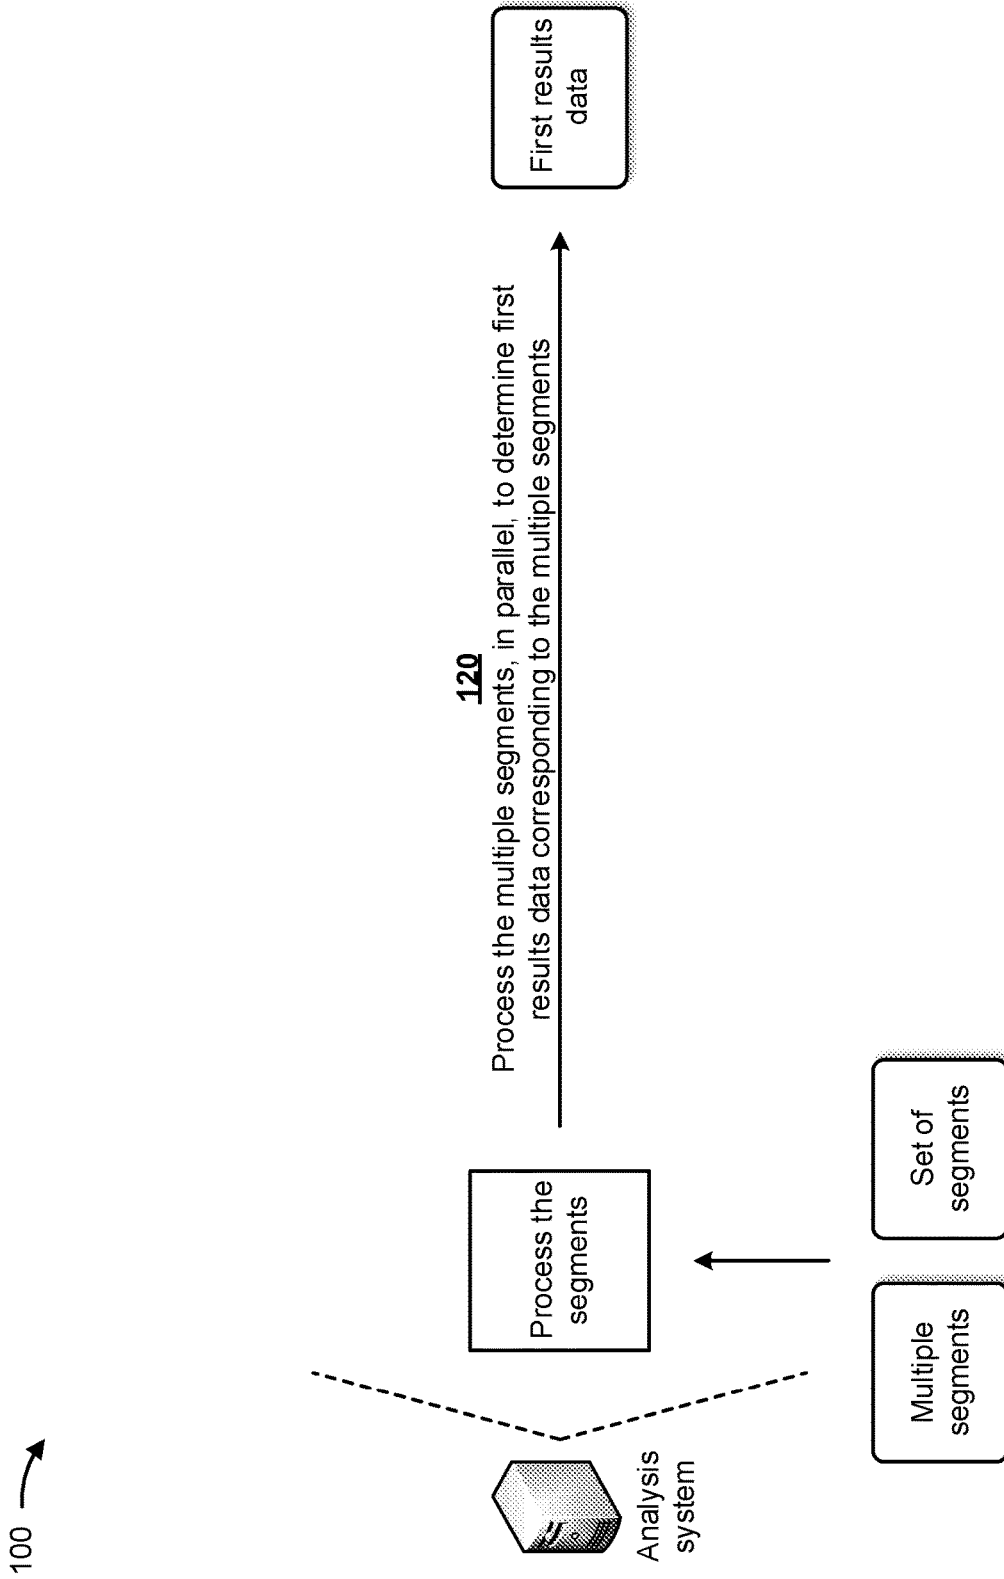 100
Analysis
system
Process the
segments
120
Process the multiple segments, in parallel, to determine first
results data corresponding to the multiple segments
First results
data
Multiple
segments
Set of
segments